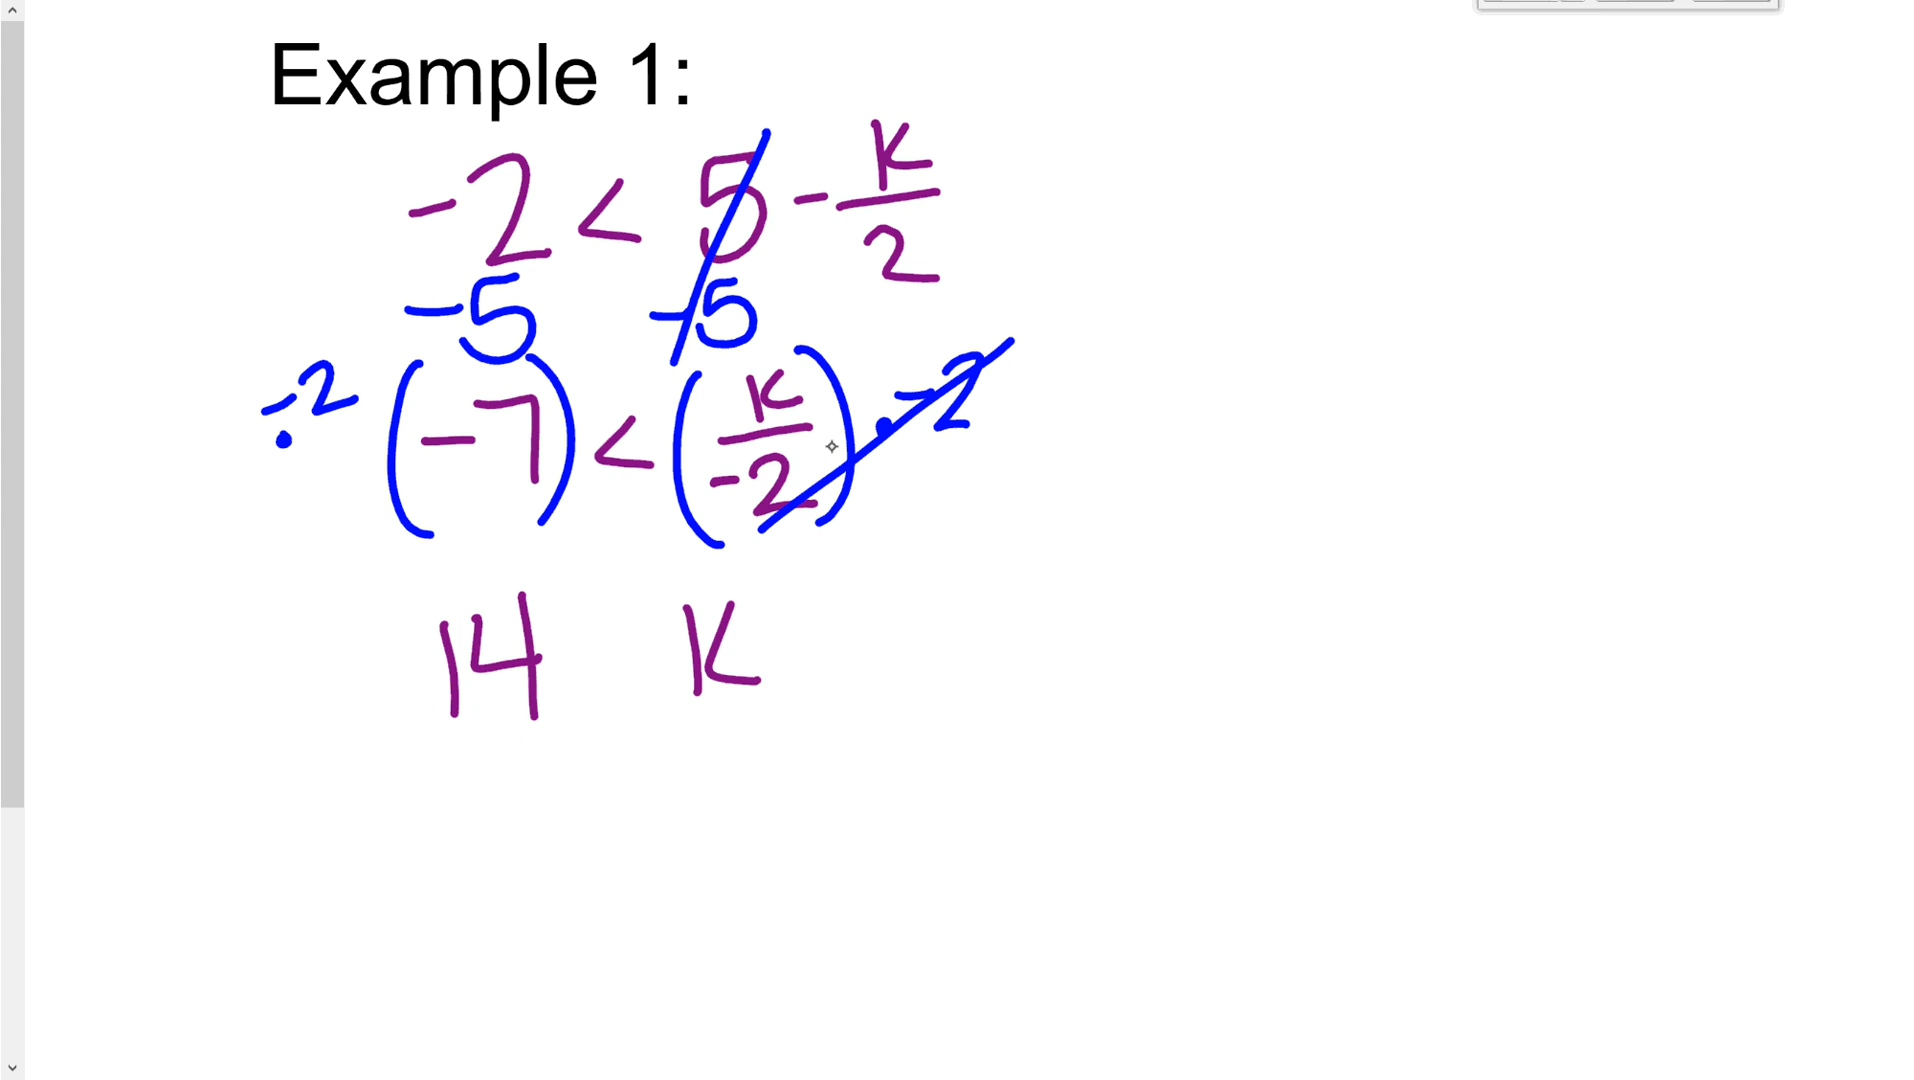 Example 1:
-2 < 5 - k/2
-5 -5
-2 · (-7) < (k/-2) · -2
14 k